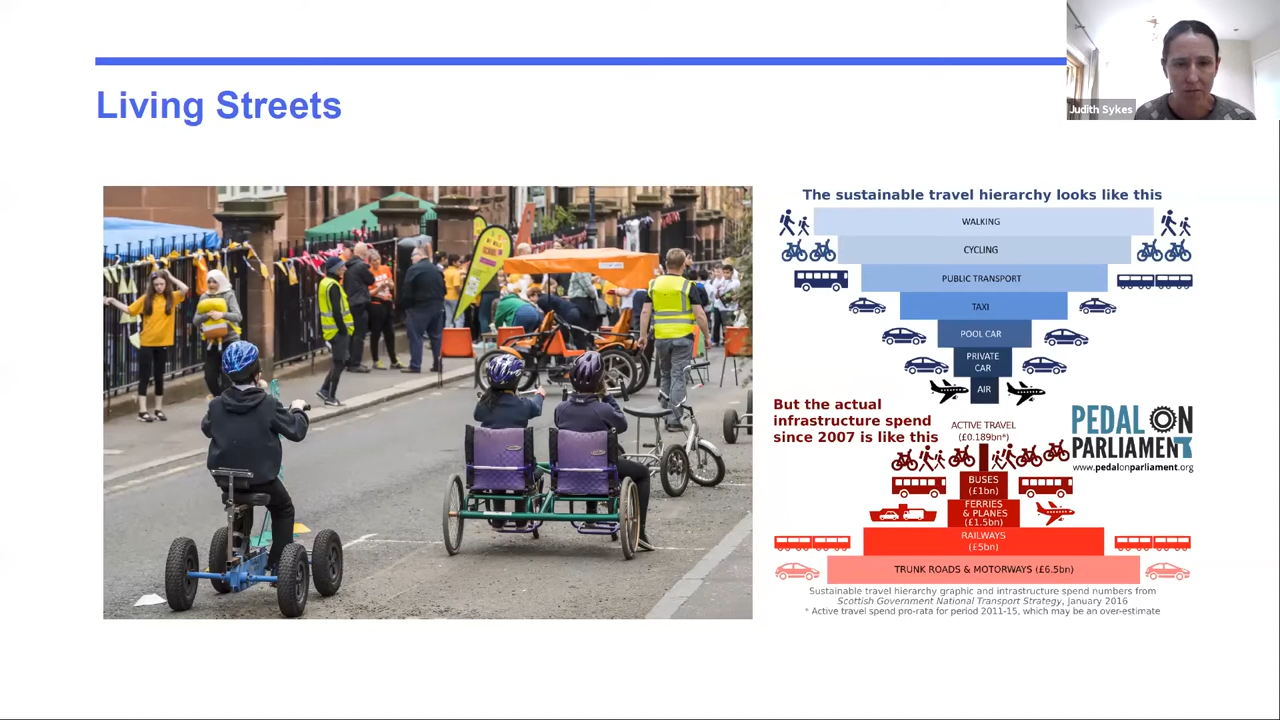 Living Streets
Judith Sykes
The sustainable travel hierarchy looks like this
WALKING
CYCLING
PUBLIC TRANSPORT
TAXI
POOL CAR
PRIVATE
CAR
AIR
But the actual
infrastructure spend
since 2007 is like this
ACTIVE TRAVEL
(£0.189bn*)
PEDAL ON
PARLIAMENT
www.pedalonparliament.org
BUSES
(£1bn)
FERRIES
& PLANES
(£1.5bn)
RAILWAYS
(£5bn)
TRUNK ROADS & MOTORWAYS (£6.5bn)
Sustainable travel hierarchy graphic and intrastructure spend numbers from
Scottish Government National Transport Strategy, January 2016
* Active travel spend pro-rata for period 2011-15, which may be an over-estimate